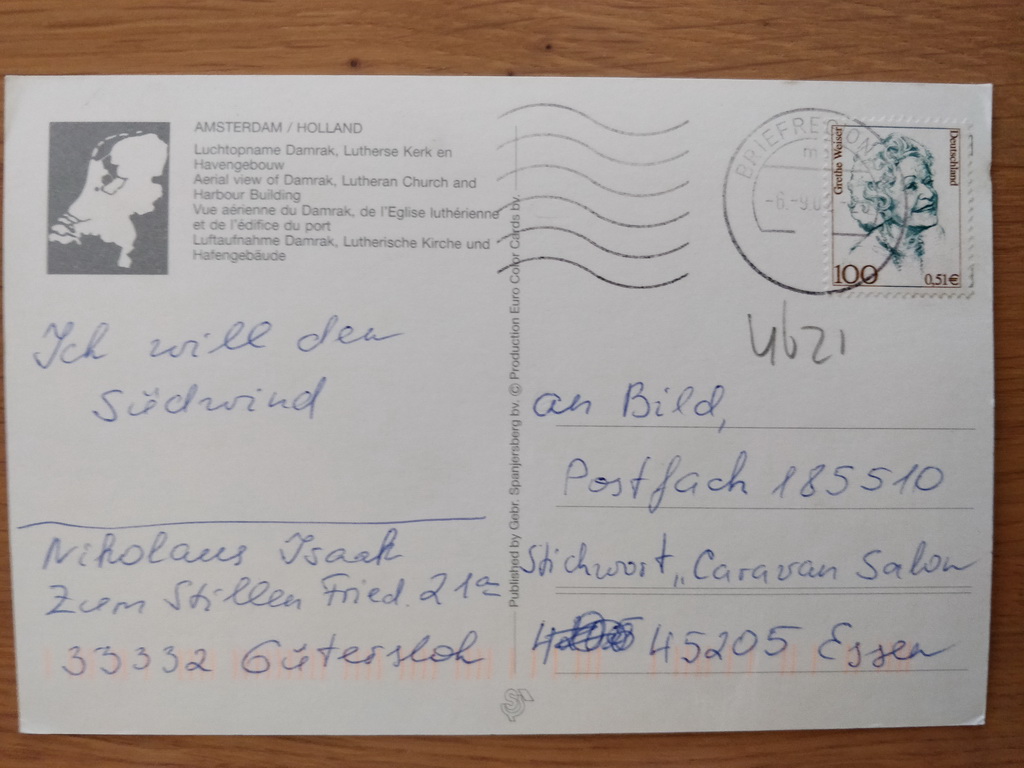 AMSTERDAM / HOLLAND
Luchtopname Damrak, Lutherse Kerk en
Havengebouw
Aerial view of Damrak, Lutheran Church and
Harbour Building
Vue aérienne du Damrak, de l'Eglise luthérienne
et de l'édifice du port
Luftaufnahme Damrak, Lutherische Kirche und
Hafengebäude
Ich will den
Südwind
Nikolaus Isaak
Zum Stillen Fried. 21a
33332 Gütersloh
Published by Gebr. Spanjersberg bv. © Production Euro Color Cards bv.
BRIEFREGION
Grethe Weiser
Deutschland
100
0,51€
4621
an Bild,
Postfach 185510
Stichwort „Caravan Salon
45205 Essen